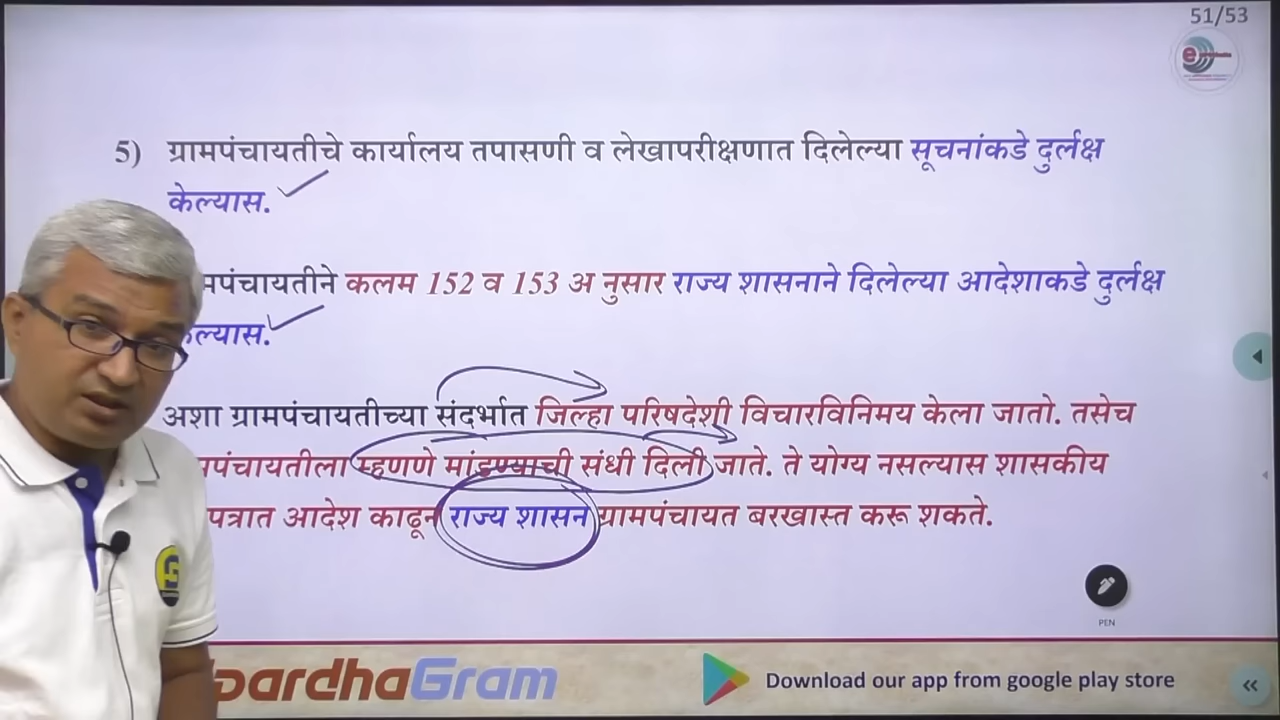 51/53
5) ग्रामपंचायतीचे कार्यालय तपासणी व लेखापरीक्षणात दिलेल्या सूचनांकडे दुर्लक्ष
केल्यास.
मपंचायतीने कलम 152 व 153 अ नुसार राज्य शासनाने दिलेल्या आदेशाकडे दुर्लक्ष
केल्यास.
अशा ग्रामपंचायतीच्या संदर्भात जिल्हा परिषदेशी विचारविनिमय केला जातो. तसेच
मपंचायतीला म्हणणे मांडण्याची संधी दिली जाते. ते योग्य नसल्यास शासकीय
पत्रात आदेश काढून राज्य शासन ग्रामपंचायत बरखास्त करू शकते.
PEN
pardhaGram
Download our app from google play store